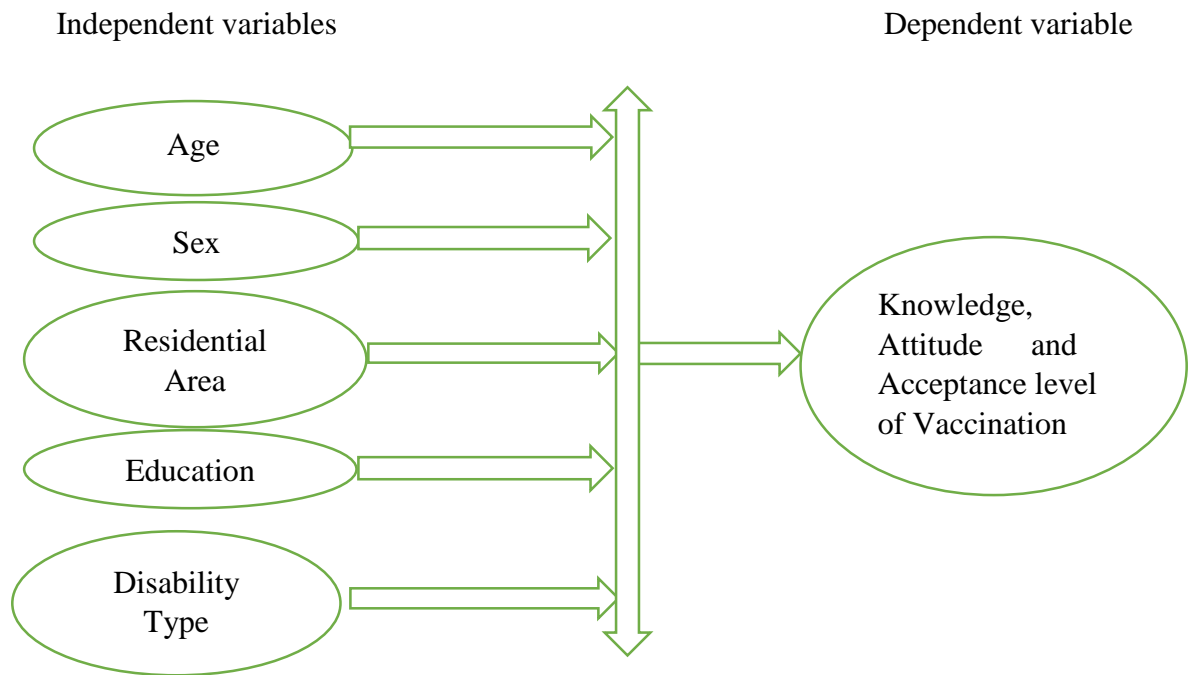 Independent variables
Dependent variable
Age
Sex
Residential
Area
Education
Disability
Type
Knowledge,
Attitude and
Acceptance level
of Vaccination